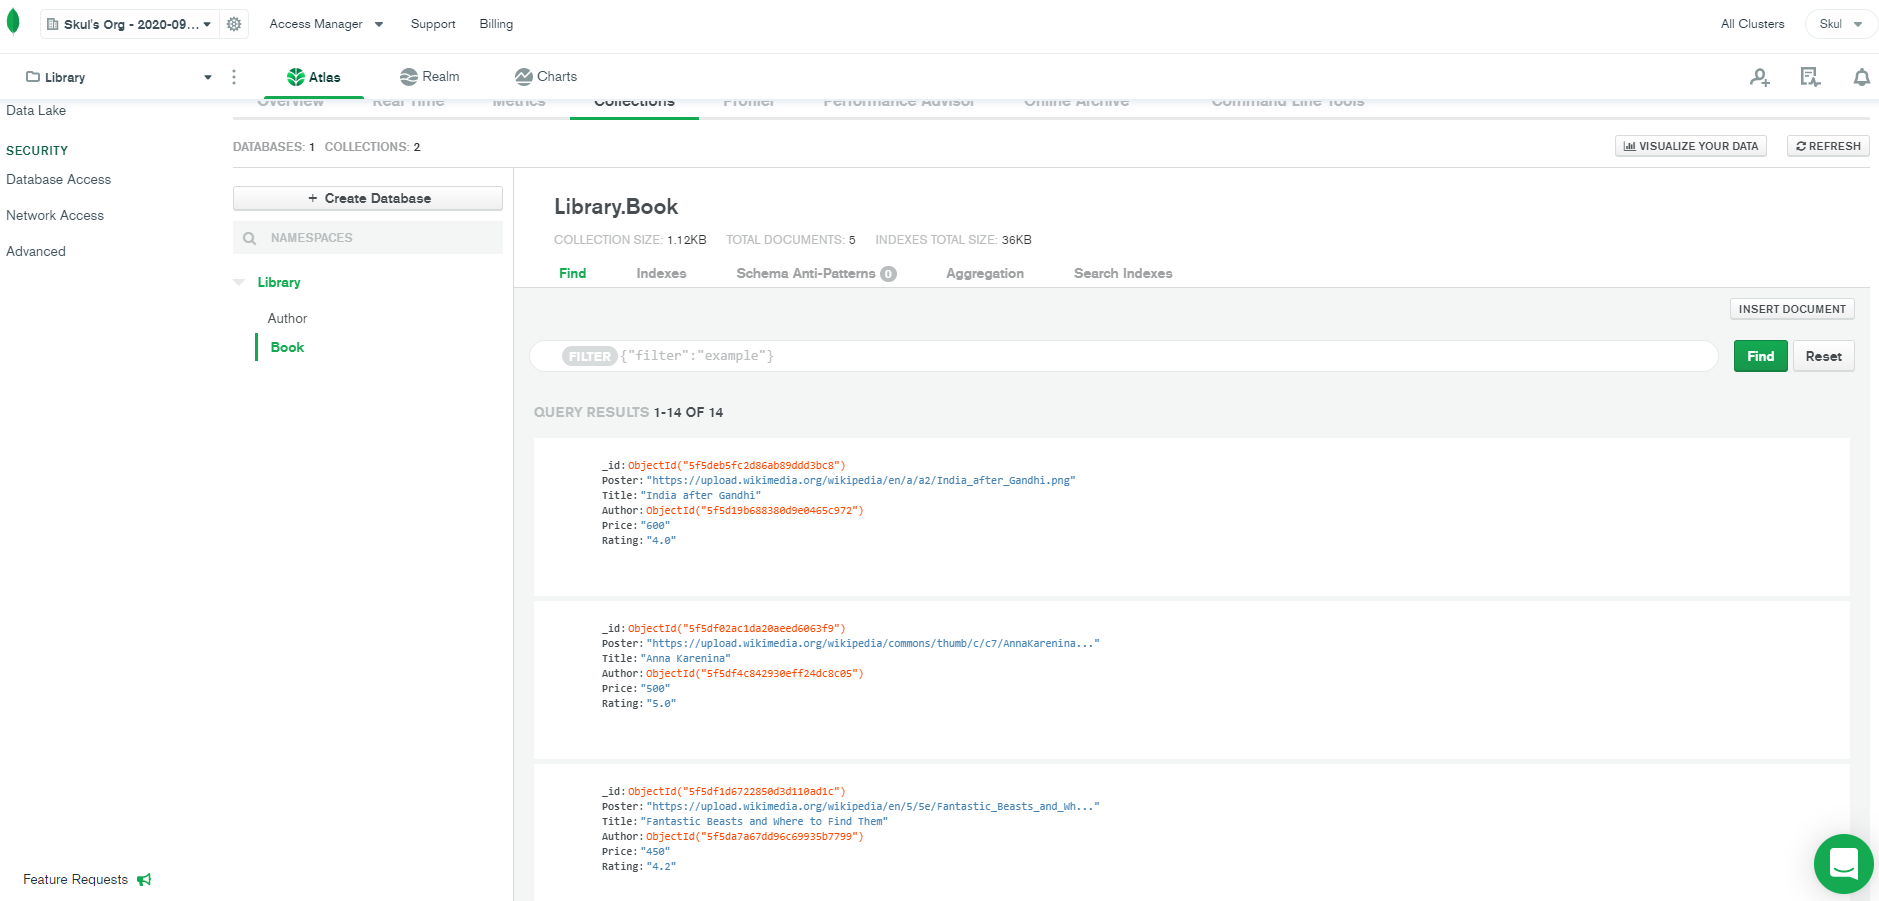 Skul's Org - 2020-09...
Access Manager
Support
Billing
All Clusters
Skul
Library
Atlas
Realm
Charts
Data Lake
Overview
Real Time
Metrics
Collections
Profiler
Performance Advisor
Online Archive
Command Line Tools
SECURITY
Database Access
Network Access
Advanced
Feature Requests
DATABASES: 1 COLLECTIONS: 2
VISUALIZE YOUR DATA
REFRESH
+ Create Database
NAMESPACES
Library
Author
Book
Library.Book
COLLECTION SIZE: 1.12KB TOTAL DOCUMENTS: 5 INDEXES TOTAL SIZE: 36KB
Find
Indexes
Schema Anti-Patterns 0
Aggregation
Search Indexes
INSERT DOCUMENT
FILTER {"filter":"example"}
Find
Reset
QUERY RESULTS 1-14 OF 14
_id: ObjectId("5f5deb5fc2d86ab89ddd3bc8")
Poster: "https://upload.wikimedia.org/wikipedia/en/a/a2/India_after_Gandhi.png"
Title: "India after Gandhi"
Author: ObjectId("5f5d19b688380d9e0465c972")
Price: "600"
Rating: "4.0"
_id: ObjectId("5f5df02ac1da20aeed6063f9")
Poster: "https://upload.wikimedia.org/wikipedia/commons/thumb/c/c7/AnnaKarenina..."
Title: "Anna Karenina"
Author: ObjectId("5f5df4c842930eff24dc8c05")
Price: "500"
Rating: "5.0"
_id: ObjectId("5f5df1d6722850d3d110ad1c")
Poster: "https://upload.wikimedia.org/wikipedia/en/5/5e/Fantastic_Beasts_and_Wh..."
Title: "Fantastic Beasts and Where to Find Them"
Author: ObjectId("5f5da7a67dd96c69935b7799")
Price: "450"
Rating: "4.2"